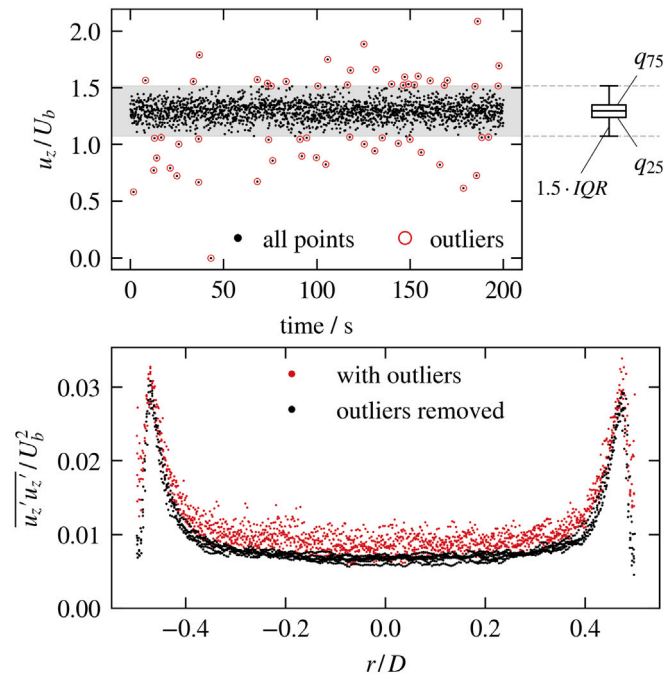 2.0
1.5
1.0
0.5
0.0
u_z/U_b
all points
outliers
0
50
100
150
200
time / s
q_75
q_25
1.5 · IQR
0.03
0.02
0.01
0.00
u_z′u_z′/U_b²
with outliers
outliers removed
−0.4
−0.2
0.0
0.2
0.4
r/D